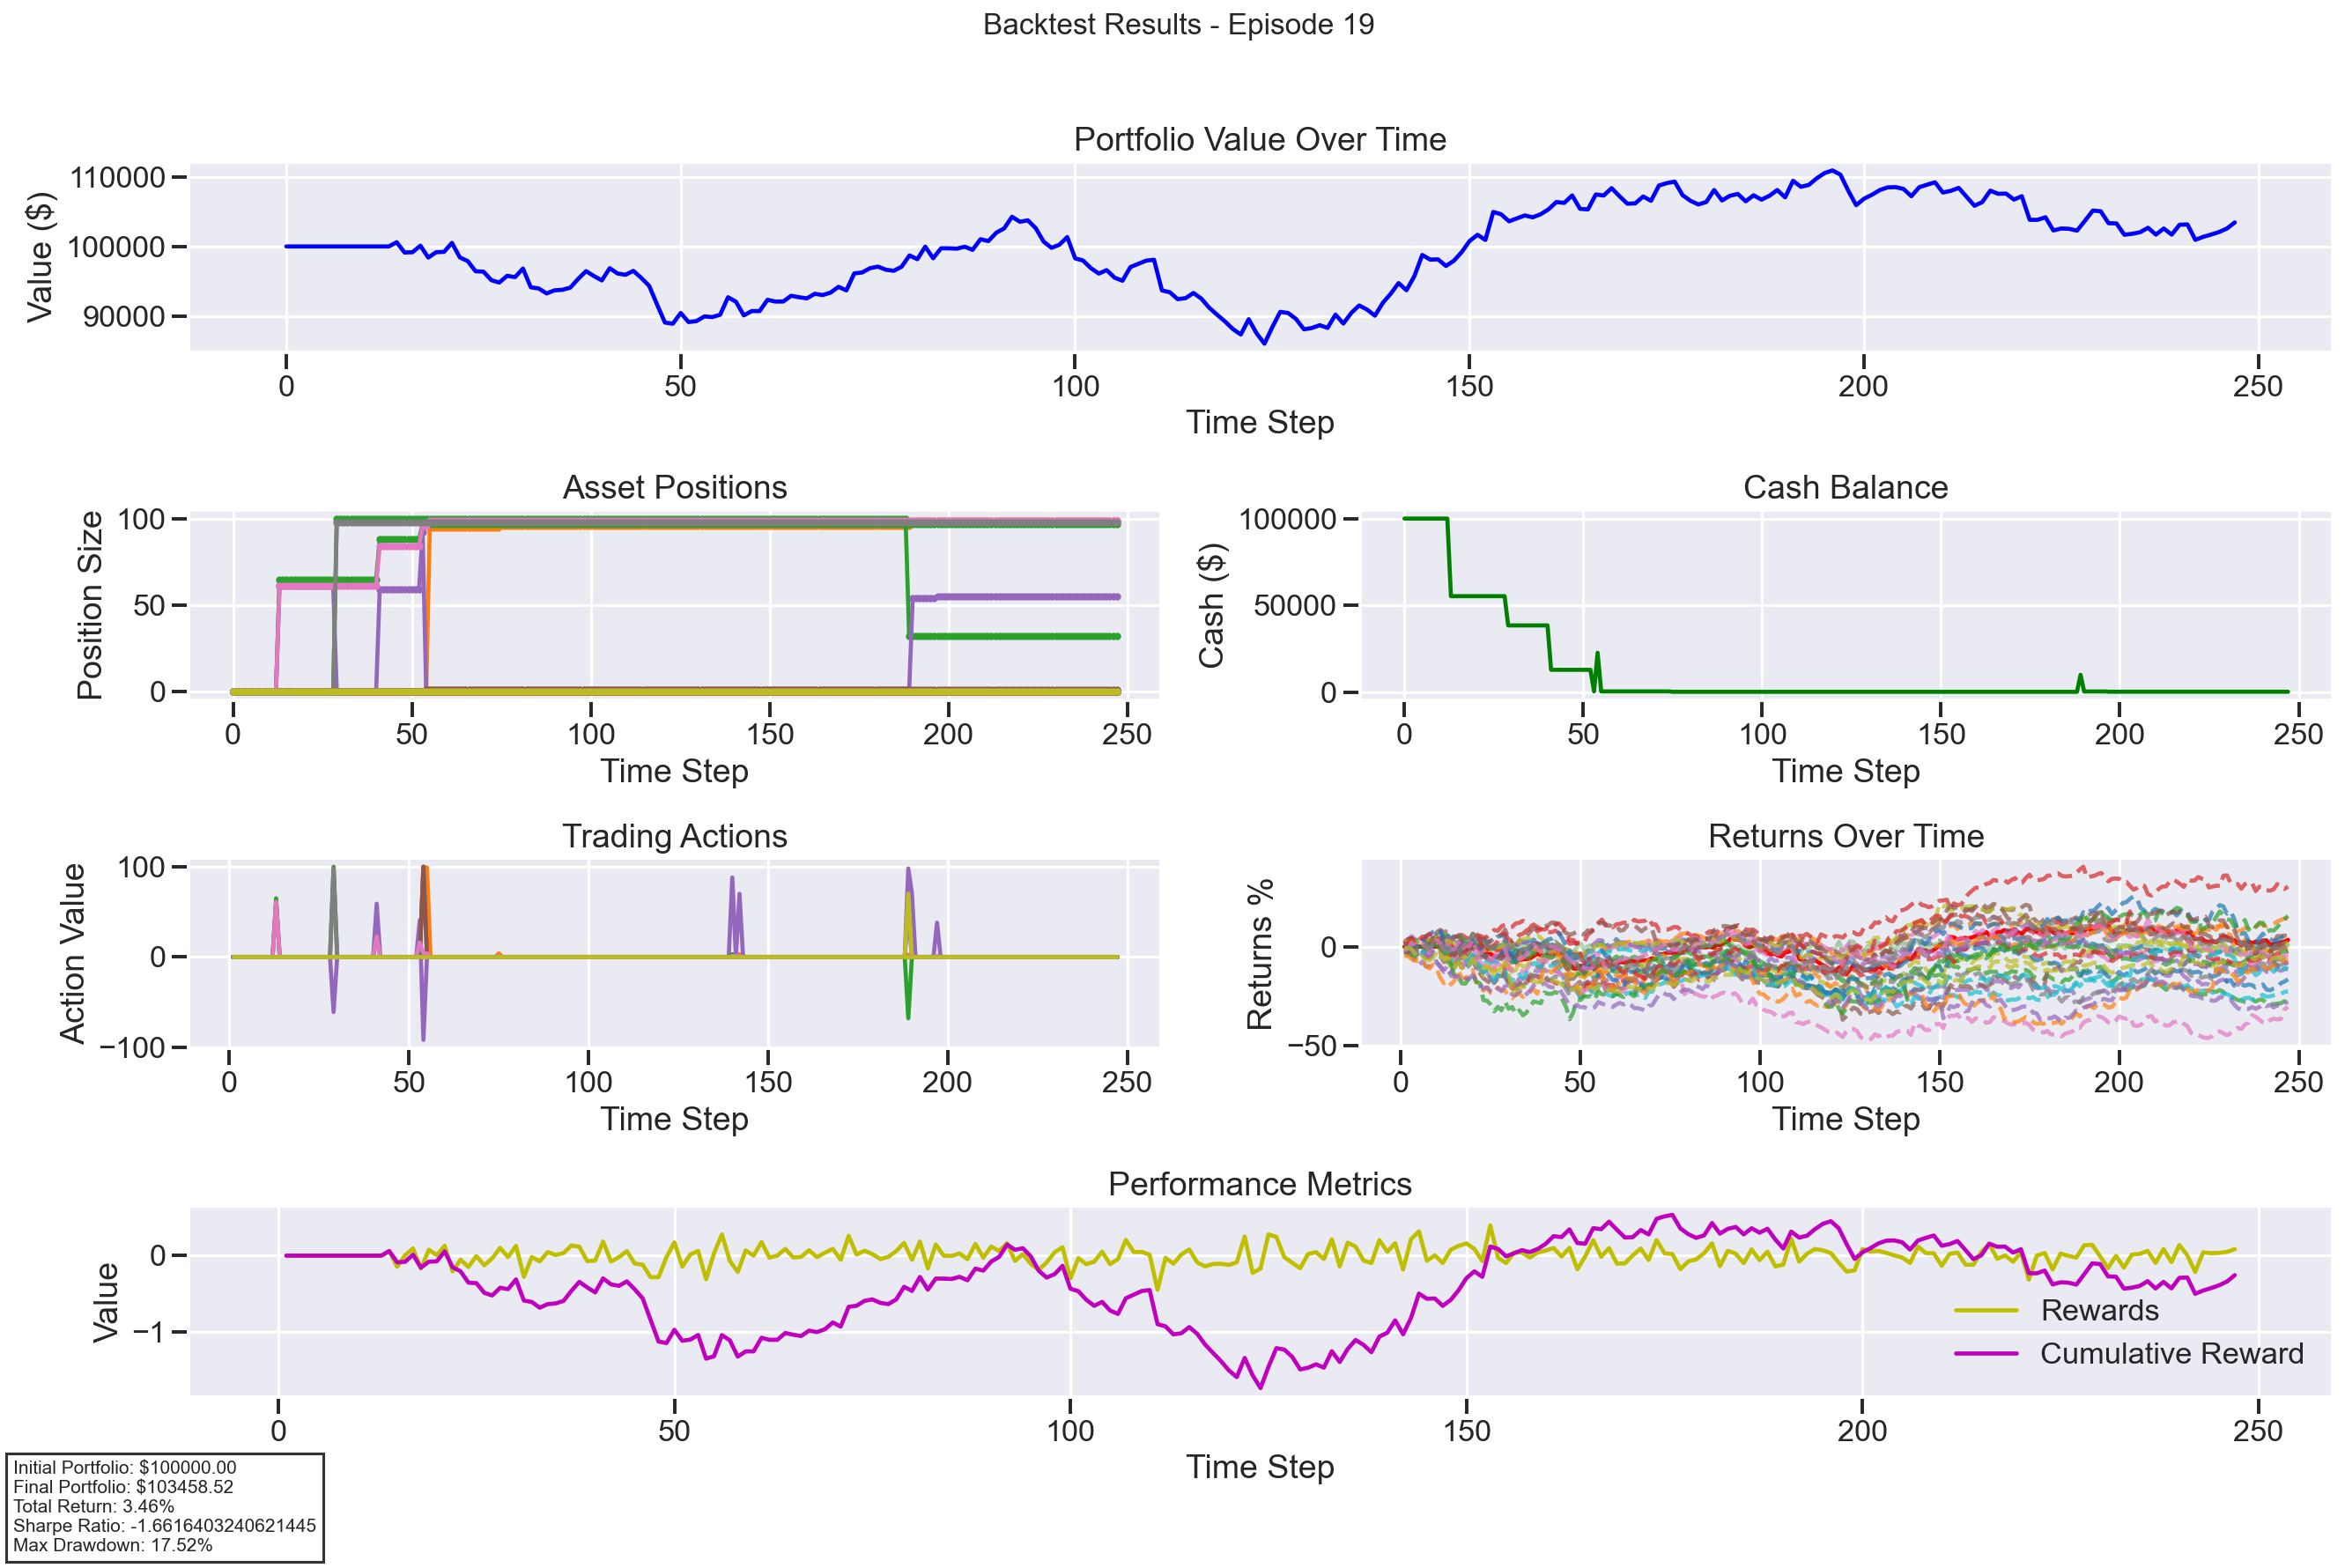 Backtest Results - Episode 19
Portfolio Value Over Time
Value ($)
110000
100000
90000
0 50 100 150 200 250
Time Step
Asset Positions
Position Size
100
50
0
0 50 100 150 200 250
Time Step
Cash Balance
Cash ($)
100000
50000
0
0 50 100 150 200 250
Time Step
Trading Actions
Action Value
100
0
−100
0 50 100 150 200 250
Time Step
Returns Over Time
Returns %
0
−50
0 50 100 150 200 250
Time Step
Performance Metrics
Value
0
−1
Rewards
Cumulative Reward
0 50 100 150 200 250
Time Step
Initial Portfolio: $100000.00
Final Portfolio: $103458.52
Total Return: 3.46%
Sharpe Ratio: -1.6616403240621445
Max Drawdown: 17.52%